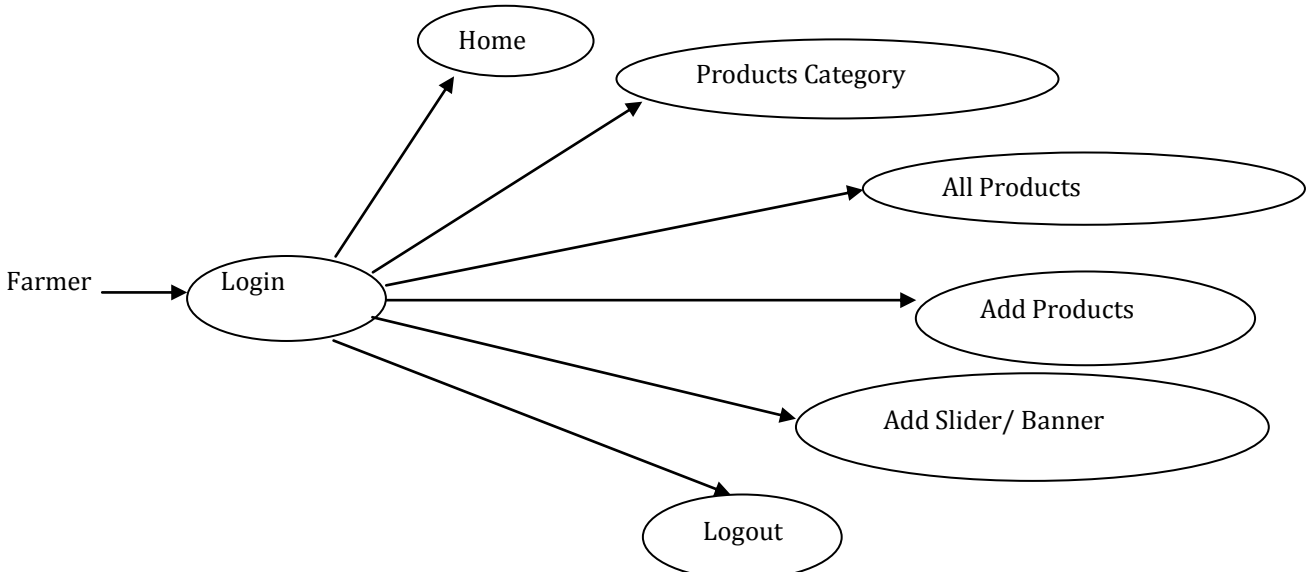 Home
Products Category
All Products
Farmer
Login
Add Products
Add Slider/ Banner
Logout